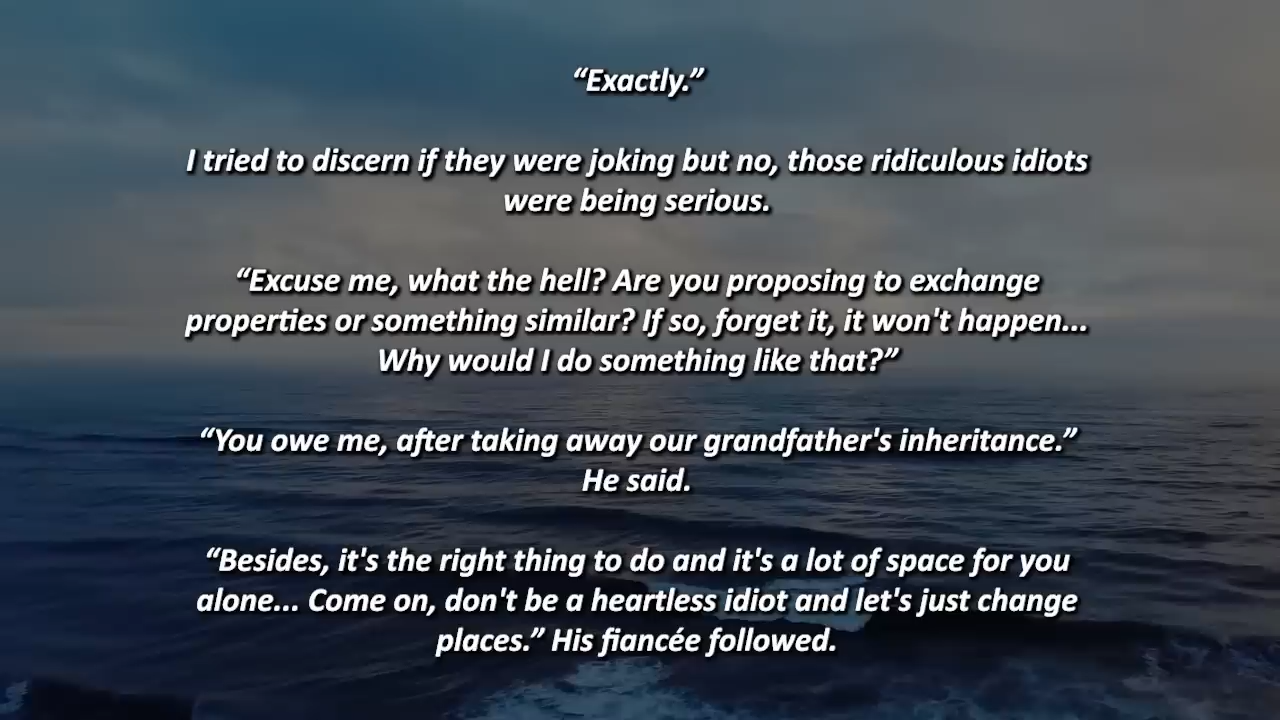 “Exactly.”
I tried to discern if they were joking but no, those ridiculous idiots
were being serious.
“Excuse me, what the hell? Are you proposing to exchange
properties or something similar? If so, forget it, it won't happen...
Why would I do something like that?”
“You owe me, after taking away our grandfather's inheritance.”
He said.
“Besides, it's the right thing to do and it's a lot of space for you
alone... Come on, don't be a heartless idiot and let's just change
places.” His fiancée followed.